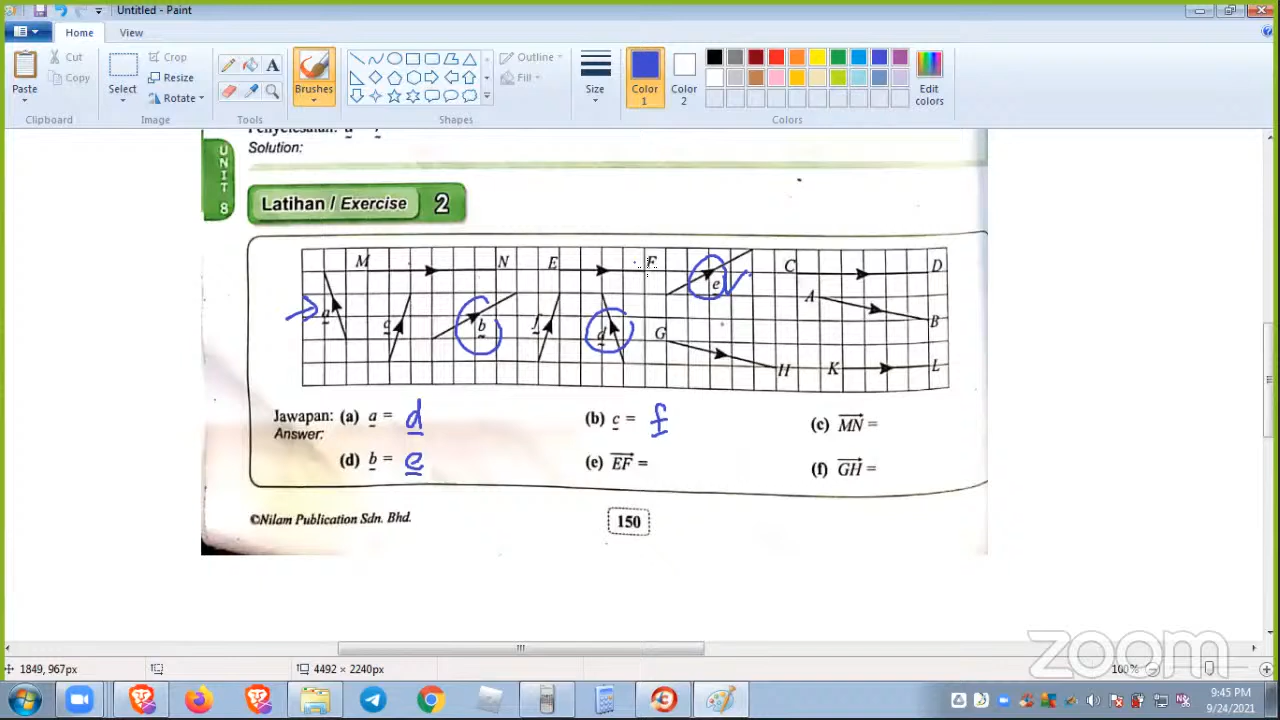 Untitled - Paint
Home View
Cut
Copy
Paste
Clipboard
Select
Crop
Resize
Rotate
Image
A
Tools
Brushes
Outline
Fill
Shapes
Size
Color 1
Color 2
Edit colors
Colors
Solution:
UNIT 8
Latihan / Exercise 2
M N E F e C D
a c b f d G A B
H K L
Jawapan: (a) a = d (b) c = f (c) MN =
Answer:
(d) b = e (e) EF = (f) GH =
©Nilam Publication Sdn. Bhd. 150
zoom
1849, 967px 4492 × 2240px 100%
9:45 PM
9/24/2021